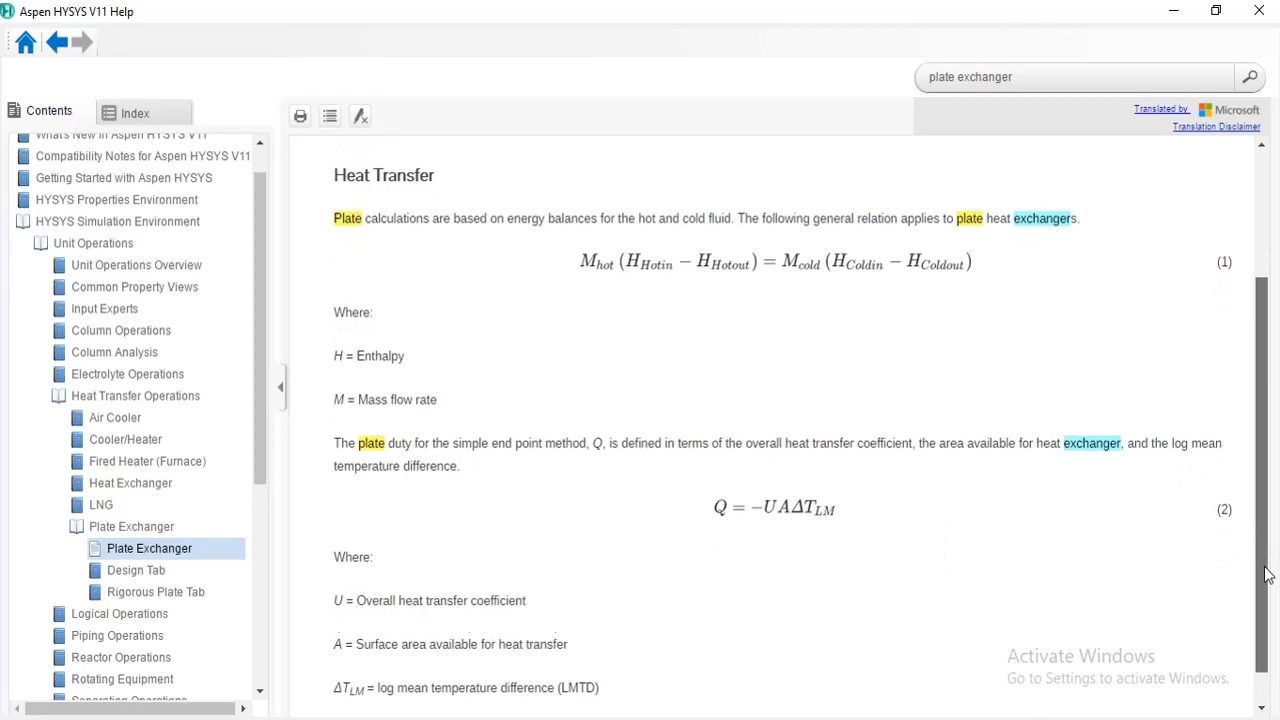 Aspen HYSYS V11 Help
plate exchanger
Contents
Index
Translated by Microsoft
Translation Disclaimer
What's New in Aspen HYSYS V11
Compatibility Notes for Aspen HYSYS V11
Getting Started with Aspen HYSYS
HYSYS Properties Environment
HYSYS Simulation Environment
Unit Operations
Unit Operations Overview
Common Property Views
Input Experts
Column Operations
Column Analysis
Electrolyte Operations
Heat Transfer Operations
Air Cooler
Cooler/Heater
Fired Heater (Furnace)
Heat Exchanger
LNG
Plate Exchanger
Plate Exchanger
Design Tab
Rigorous Plate Tab
Logical Operations
Piping Operations
Reactor Operations
Rotating Equipment
Separation Operations
Heat Transfer
Plate calculations are based on energy balances for the hot and cold fluid. The following general relation applies to plate heat exchangers.
M_hot (H_Hotin − H_Hotout) = M_cold (H_Coldin − H_Coldout) (1)
Where:
H = Enthalpy
M = Mass flow rate
The plate duty for the simple end point method, Q, is defined in terms of the overall heat transfer coefficient, the area available for heat exchanger, and the log mean
temperature difference.
Q = −UAΔT_LM (2)
Where:
U = Overall heat transfer coefficient
A = Surface area available for heat transfer
ΔT_LM = log mean temperature difference (LMTD)
Activate Windows
Go to Settings to activate Windows.